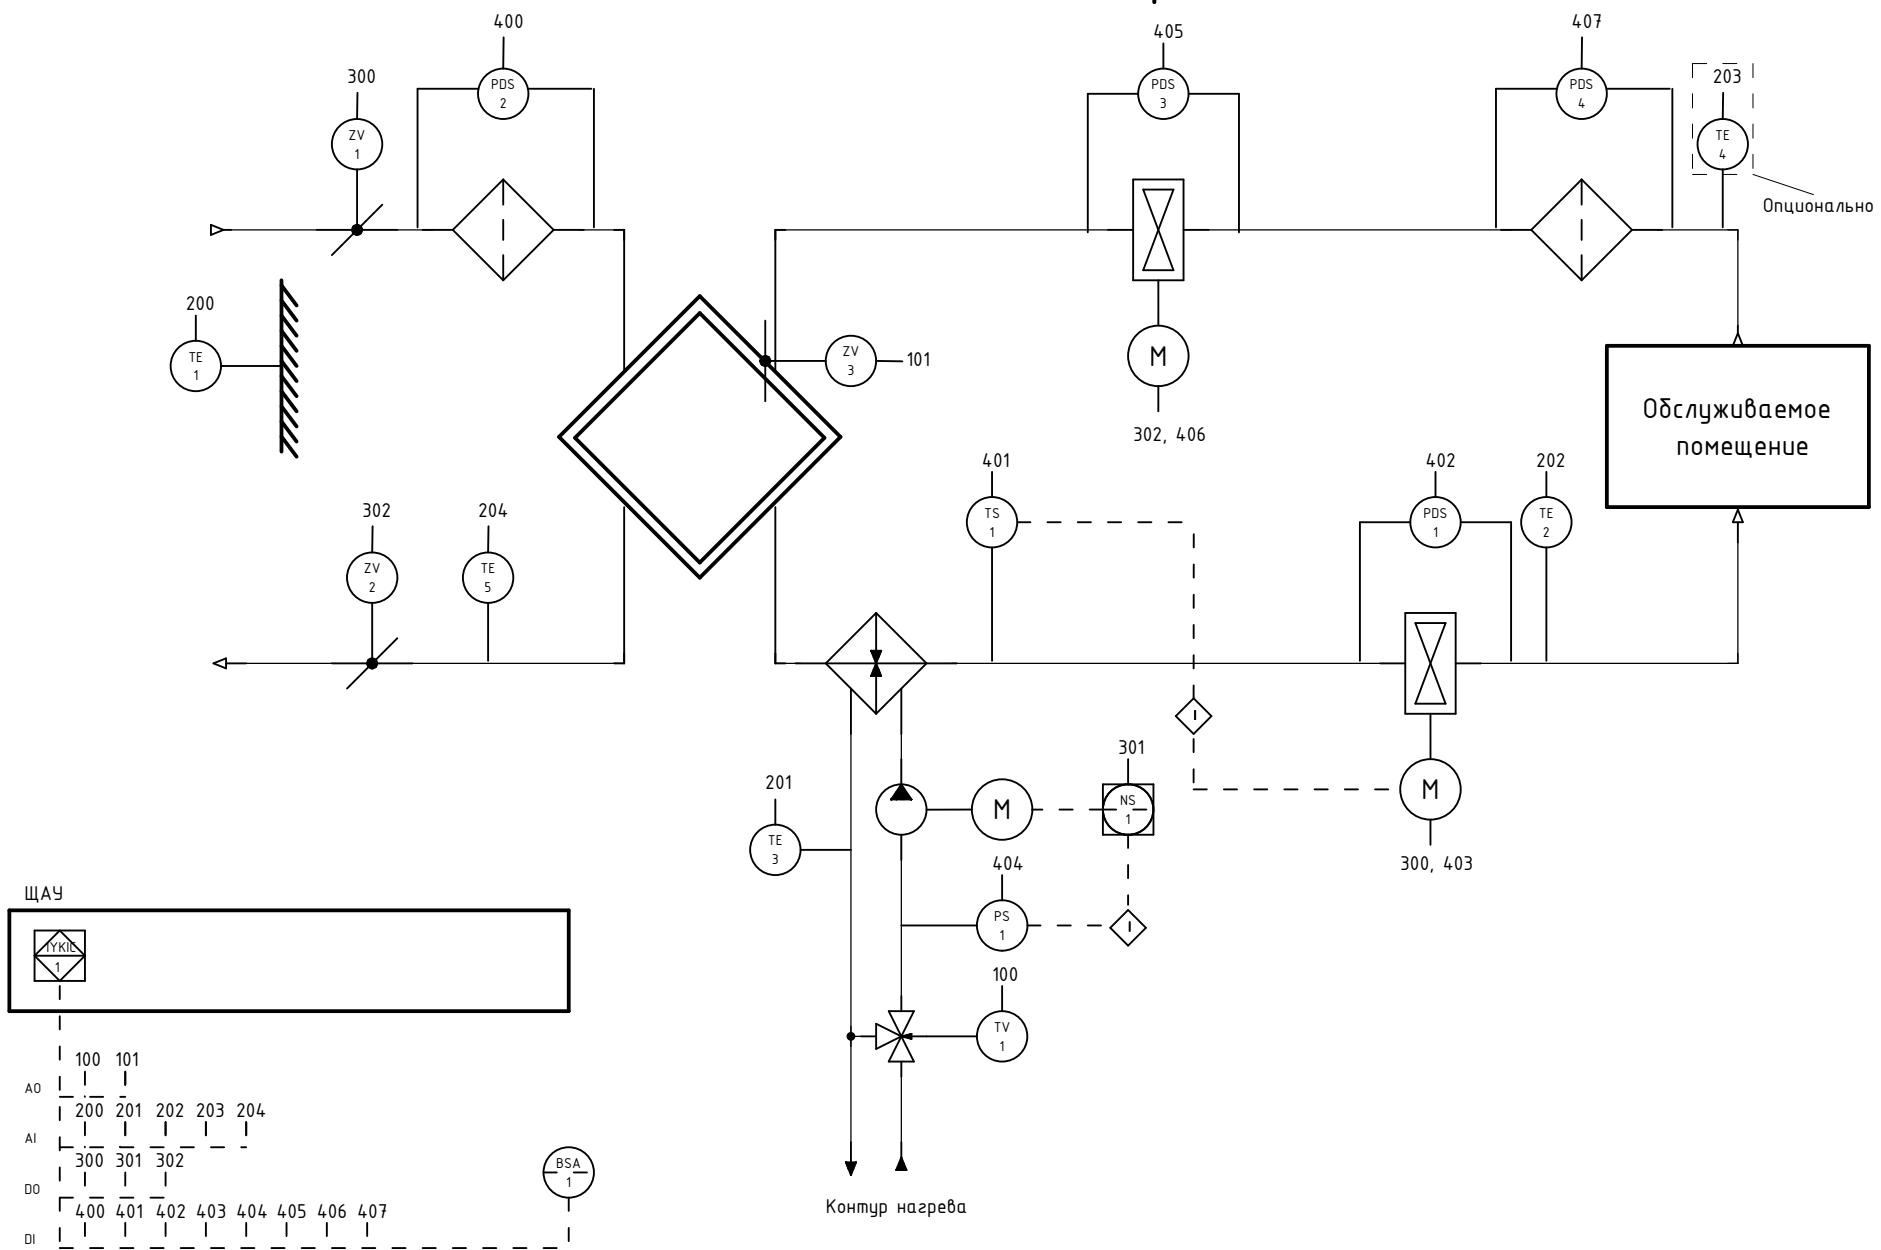 400
405
407
300
203
PDS
2
PDS
3
PDS
4
ZV
1
TE
4
Опционально
200
TE
1
ZV
3
101
M
Обслуживаемое
помещение
302, 406
401
402
202
302
204
TS
1
PDS
1
TE
2
ZV
2
TE
5
301
201
M
NS
1
M
TE
3
404
300, 403
ЩАУ
PS
1
TYKIC
1
100
TV
1
100 101
AO
200 201 202 203 204
AI
300 301 302
BSA
1
DO
400 401 402 403 404 405 406 407
Контур нагрева
DI